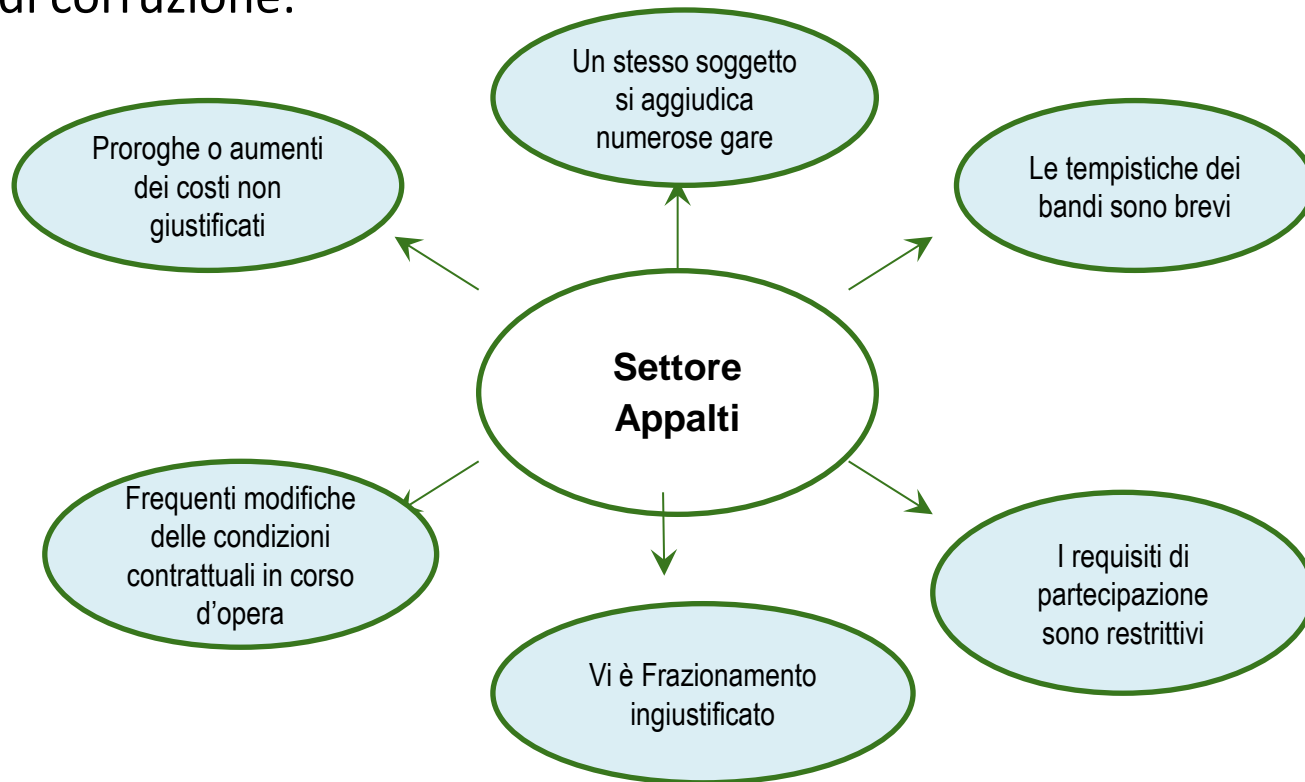 di corruzione:
Un stesso soggetto
si aggiudica
numerose gare
Proroghe o aumenti
dei costi non
giustificati
Le tempistiche dei
bandi sono brevi
Settore
Appalti
Frequenti modifiche
delle condizioni
contrattuali in corso
d’opera
I requisiti di
partecipazione
sono restrittivi
Vi è Frazionamento
ingiustificato